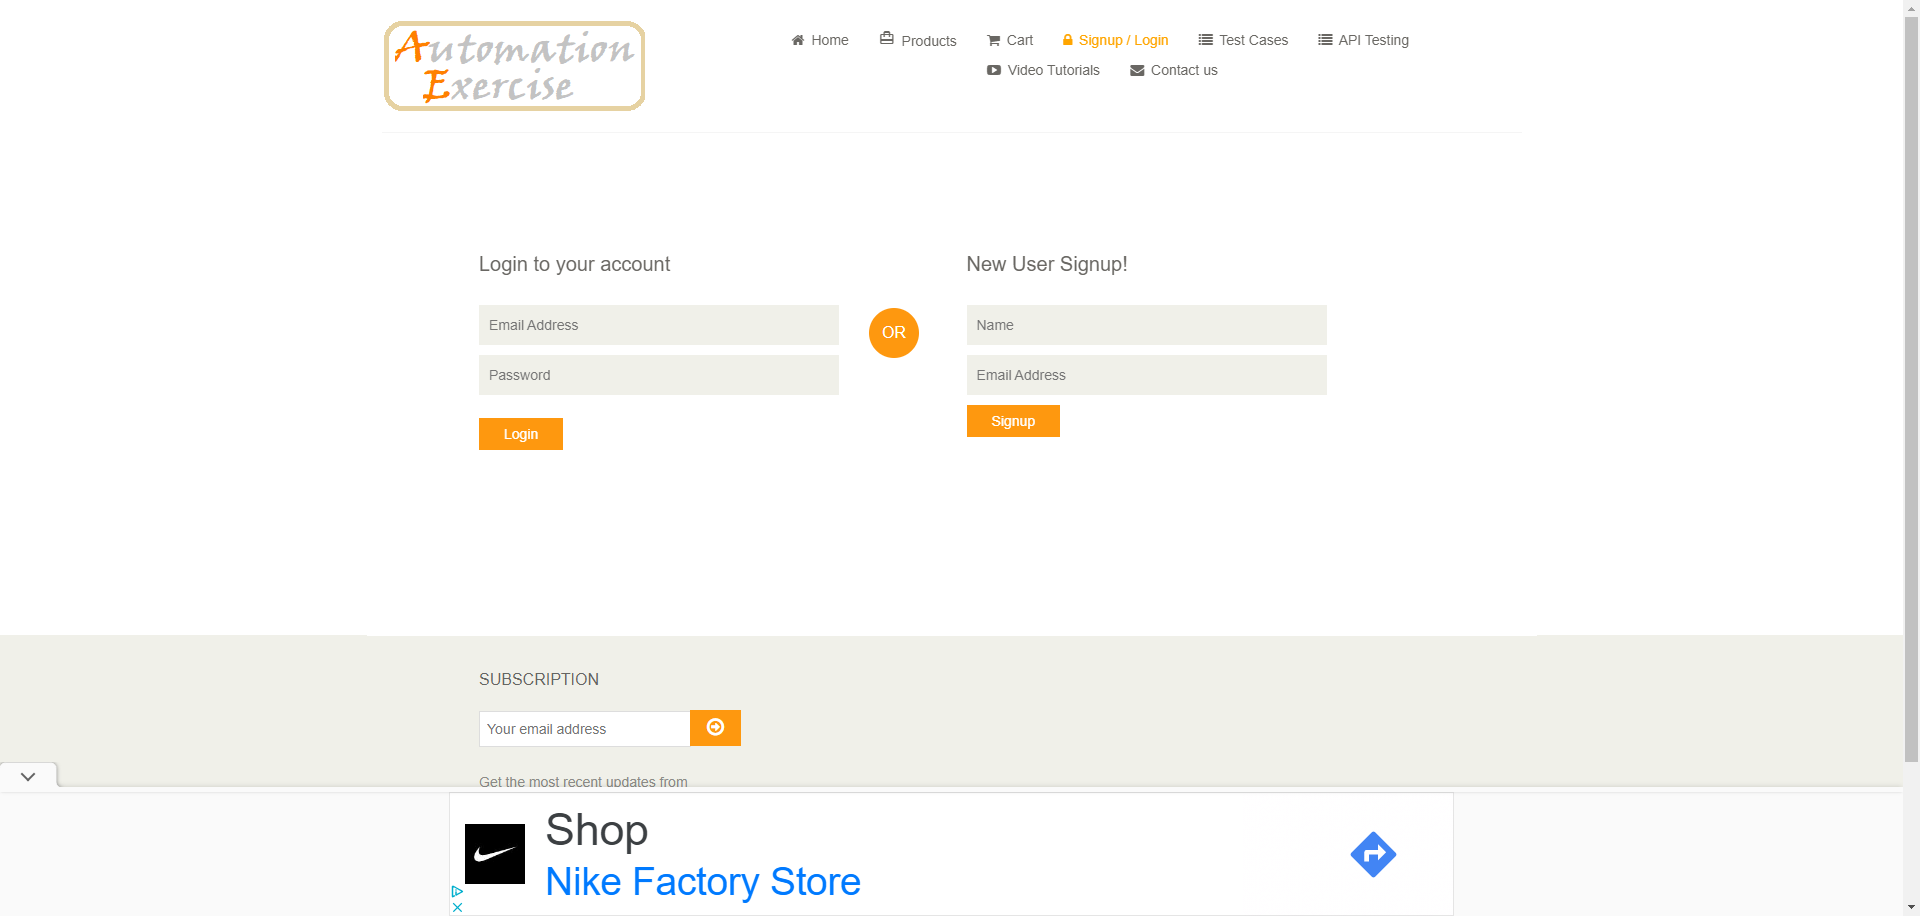 Automation
Exercise
Home
Products
Cart
Signup / Login
Test Cases
API Testing
Video Tutorials
Contact us
Login to your account
Email Address
Password
Login
OR
New User Signup!
Name
Email Address
Signup
SUBSCRIPTION
Your email address
Get the most recent updates from
Shop
Nike Factory Store